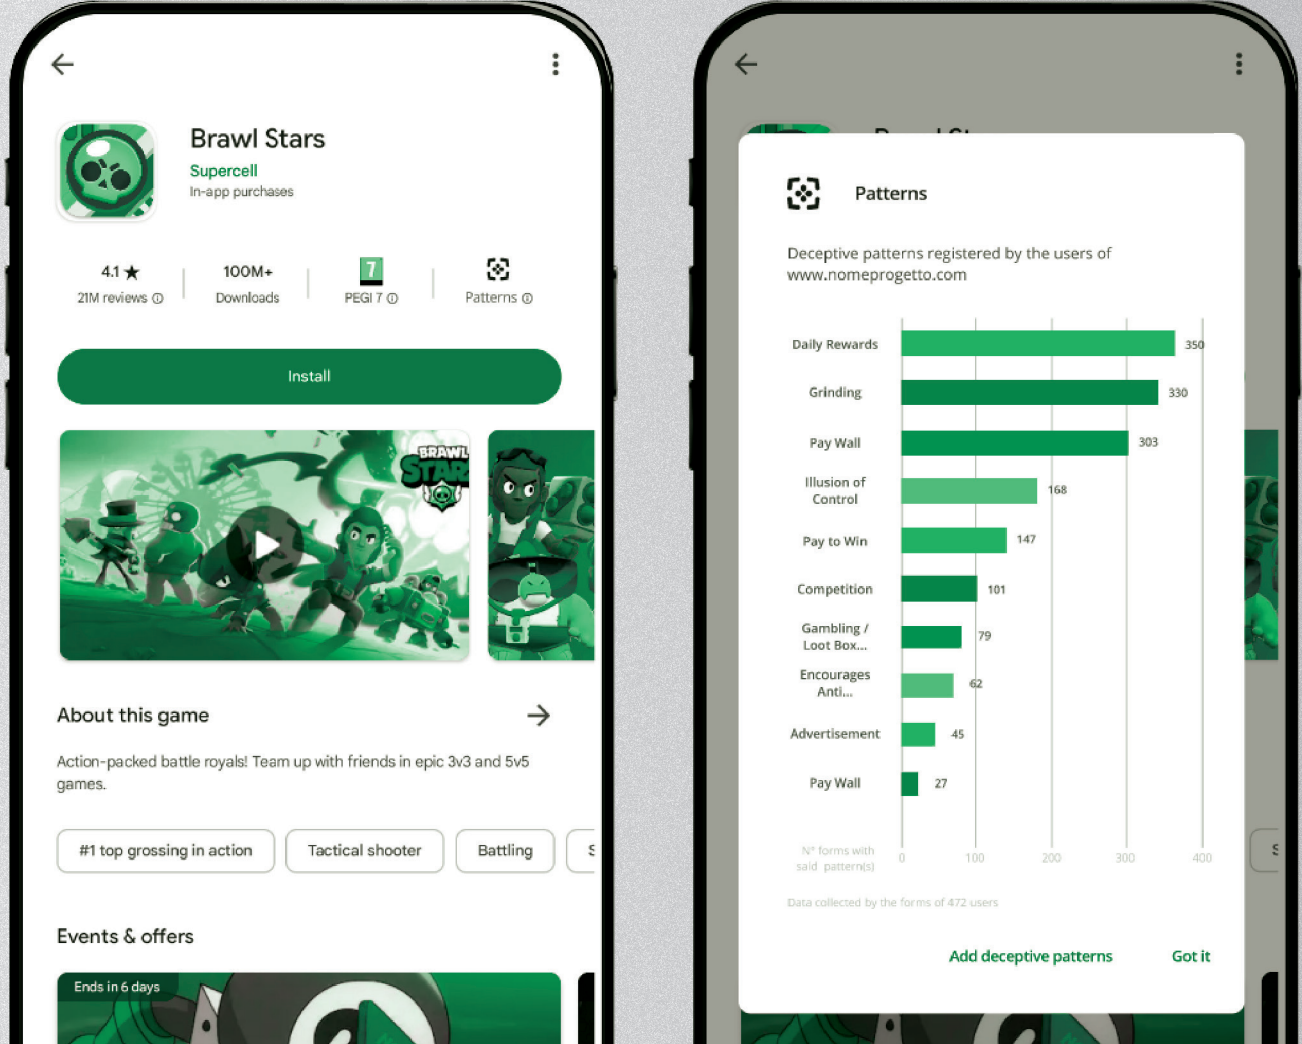 Brawl Stars
Supercell
In-app purchases
4.1 ★
21M reviews
100M+
Downloads
7
PEGI 7
Patterns
Install
BRAWL
STARS
About this game
Action-packed battle royals! Team up with friends in epic 3v3 and 5v5
games.
#1 top grossing in action
Tactical shooter
Battling
S
Events & offers
Ends in 6 days
Patterns
Deceptive patterns registered by the users of
www.nomeprogetto.com
Daily Rewards
350
Grinding
330
Pay Wall
303
Illusion of
Control
168
Pay to Win
147
Competition
101
Gambling /
Loot Box...
79
Encourages
Anti...
62
Advertisement
45
Pay Wall
27
N° forms with
said pattern(s)
0
100
200
300
400
Data collected by the forms of 472 users
Add deceptive patterns
Got it
S